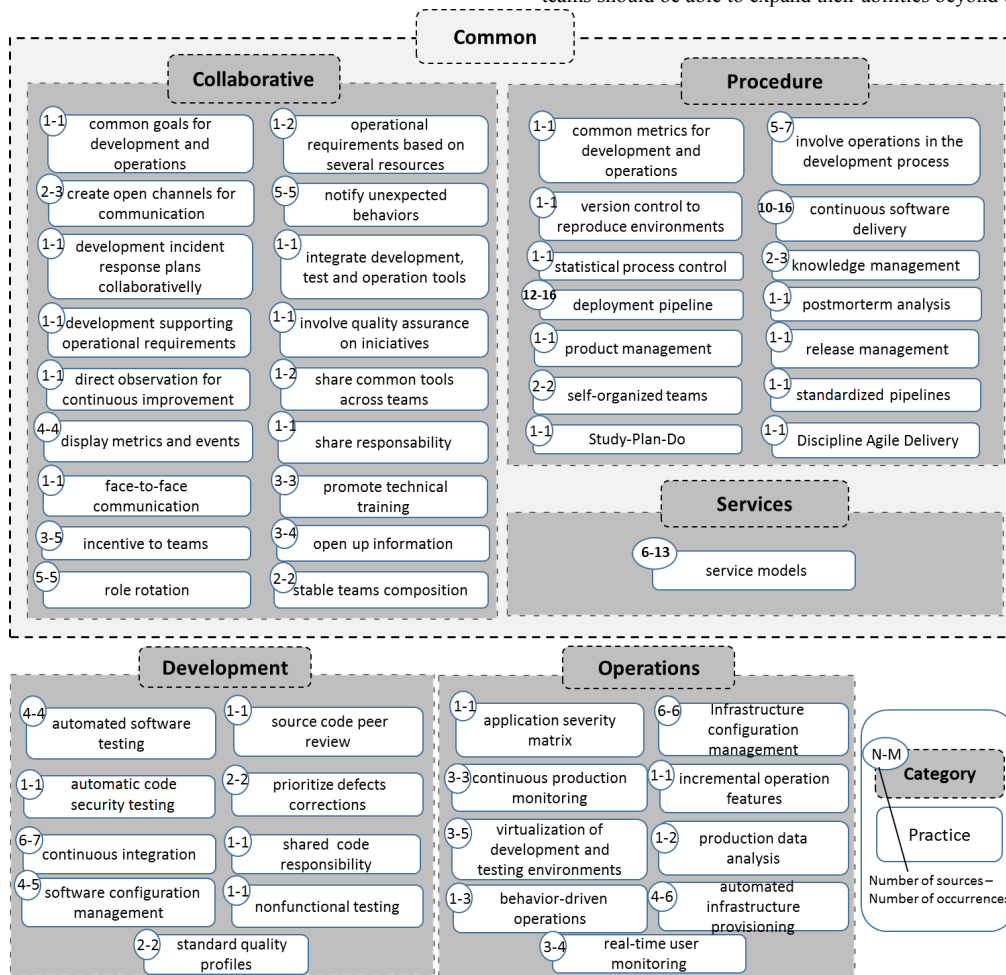 teams should be able to expand their abilities beyond
Common
Collaborative
1-1
common goals for
development and
operations
1-2
operational
requirements based on
several resources
2-3
create open channels for
communication
5-5
notify unexpected
behaviors
1-1
development incident
response plans
collaborativelly
1-1
integrate development,
test and operation tools
1-1
development supporting
operational requirements
1-1
involve quality assurance
on iniciatives
1-1
direct observation for
continuous improvement
1-2
share common tools
across teams
4-4
display metrics and events
1-1
share responsability
1-1
face-to-face
communication
3-3
promote technical
training
3-5
incentive to teams
3-4
open up information
5-5
role rotation
2-2
stable teams composition
Procedure
1-1
common metrics for
development and
operations
5-7
involve operations in the
development process
1-1
version control to
reproduce environments
10-16
continuous software
delivery
1-1
statistical process control
2-3
knowledge management
12-16
deployment pipeline
1-1
postmorterm analysis
1-1
product management
1-1
release management
2-2
self-organized teams
1-1
standardized pipelines
1-1
Study-Plan-Do
1-1
Discipline Agile Delivery
Services
6-13
service models
Development
4-4
automated software
testing
1-1
source code peer
review
1-1
automatic code
security testing
2-2
prioritize defects
corrections
6-7
continuous integration
1-1
shared code
responsibility
4-5
software configuration
management
1-1
nonfunctional testing
2-2
standard quality
profiles
Operations
1-1
application severity
matrix
6-6
Infrastructure
configuration
management
3-3
continuous production
monitoring
1-1
incremental operation
features
3-5
virtualization of
development and
testing environments
1-2
production data
analysis
1-3
behavior-driven
operations
4-6
automated
infrastructure
provisioning
3-4
real-time user
monitoring
N-M
Category
Practice
Number of sources –
Number of occurrences